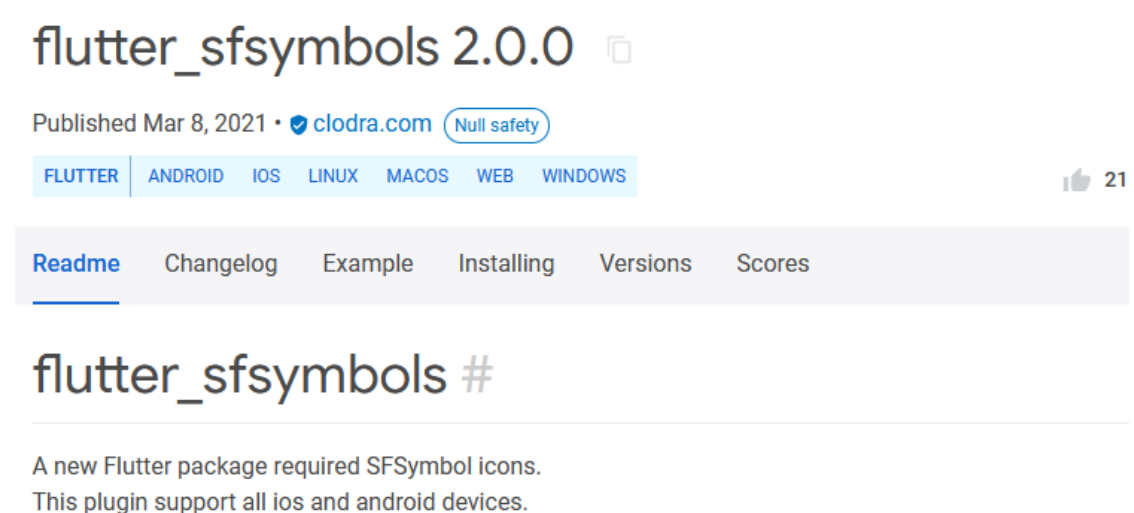 flutter_sfsymbols 2.0.0
Published Mar 8, 2021 • clodra.com Null safety
FLUTTER ANDROID IOS LINUX MACOS WEB WINDOWS
21
Readme Changelog Example Installing Versions Scores
flutter_sfsymbols #
A new Flutter package required SFSymbol icons.
This plugin support all ios and android devices.